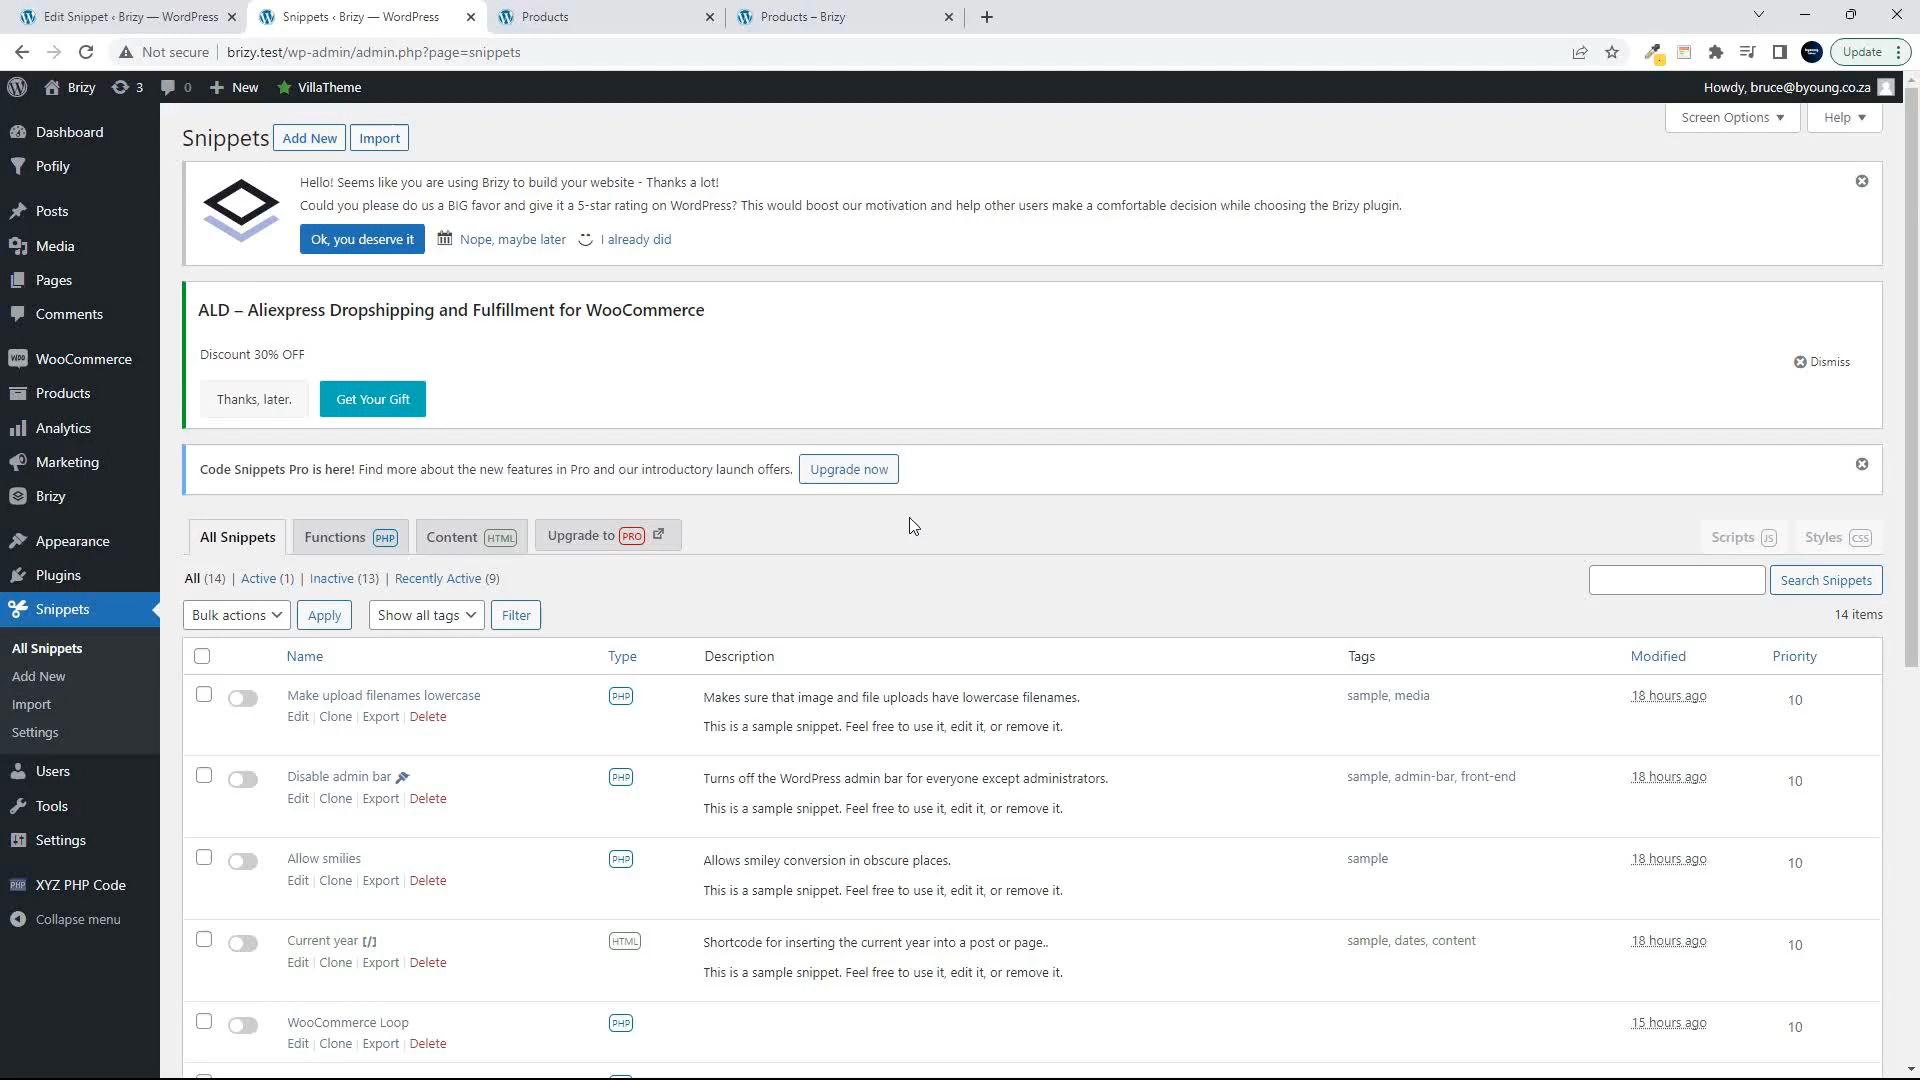 Edit Snippet ‹ Brizy — WordPress
Snippets ‹ Brizy — WordPress
Products
Products – Brizy
Not secure
brizy.test/wp-admin/admin.php?page=snippets
Update
Brizy
3
0
New
VillaTheme
Howdy, bruce@byoung.co.za
Dashboard
Pofily
Posts
Media
Pages
Comments
WooCommerce
Products
Analytics
Marketing
Brizy
Appearance
Plugins
Snippets
All Snippets
Add New
Import
Settings
Users
Tools
Settings
PHP XYZ PHP Code
Collapse menu
Screen Options
Help
Snippets
Add New
Import
Hello! Seems like you are using Brizy to build your website - Thanks a lot!
Could you please do us a BIG favor and give it a 5-star rating on WordPress? This would boost our motivation and help other users make a comfortable decision while choosing the Brizy plugin.
Ok, you deserve it
Nope, maybe later
I already did
ALD – Aliexpress Dropshipping and Fulfillment for WooCommerce
Discount 30% OFF
Dismiss
Thanks, later.
Get Your Gift
Code Snippets Pro is here! Find more about the new features in Pro and our introductory launch offers.
Upgrade now
All Snippets
Functions PHP
Content HTML
Upgrade to PRO
Scripts JS
Styles CSS
All (14) | Active (1) | Inactive (13) | Recently Active (9)
Search Snippets
Bulk actions
Apply
Show all tags
Filter
14 items
Name Type Description Tags Modified Priority
Make upload filenames lowercase PHP Makes sure that image and file uploads have lowercase filenames. sample, media 18 hours ago 10
Edit | Clone | Export | Delete This is a sample snippet. Feel free to use it, edit it, or remove it.
Disable admin bar PHP Turns off the WordPress admin bar for everyone except administrators. sample, admin-bar, front-end 18 hours ago 10
Edit | Clone | Export | Delete This is a sample snippet. Feel free to use it, edit it, or remove it.
Allow smilies PHP Allows smiley conversion in obscure places. sample 18 hours ago 10
Edit | Clone | Export | Delete This is a sample snippet. Feel free to use it, edit it, or remove it.
Current year [/] HTML Shortcode for inserting the current year into a post or page.. sample, dates, content 18 hours ago 10
Edit | Clone | Export | Delete This is a sample snippet. Feel free to use it, edit it, or remove it.
WooCommerce Loop PHP 15 hours ago 10
Edit | Clone | Export | Delete